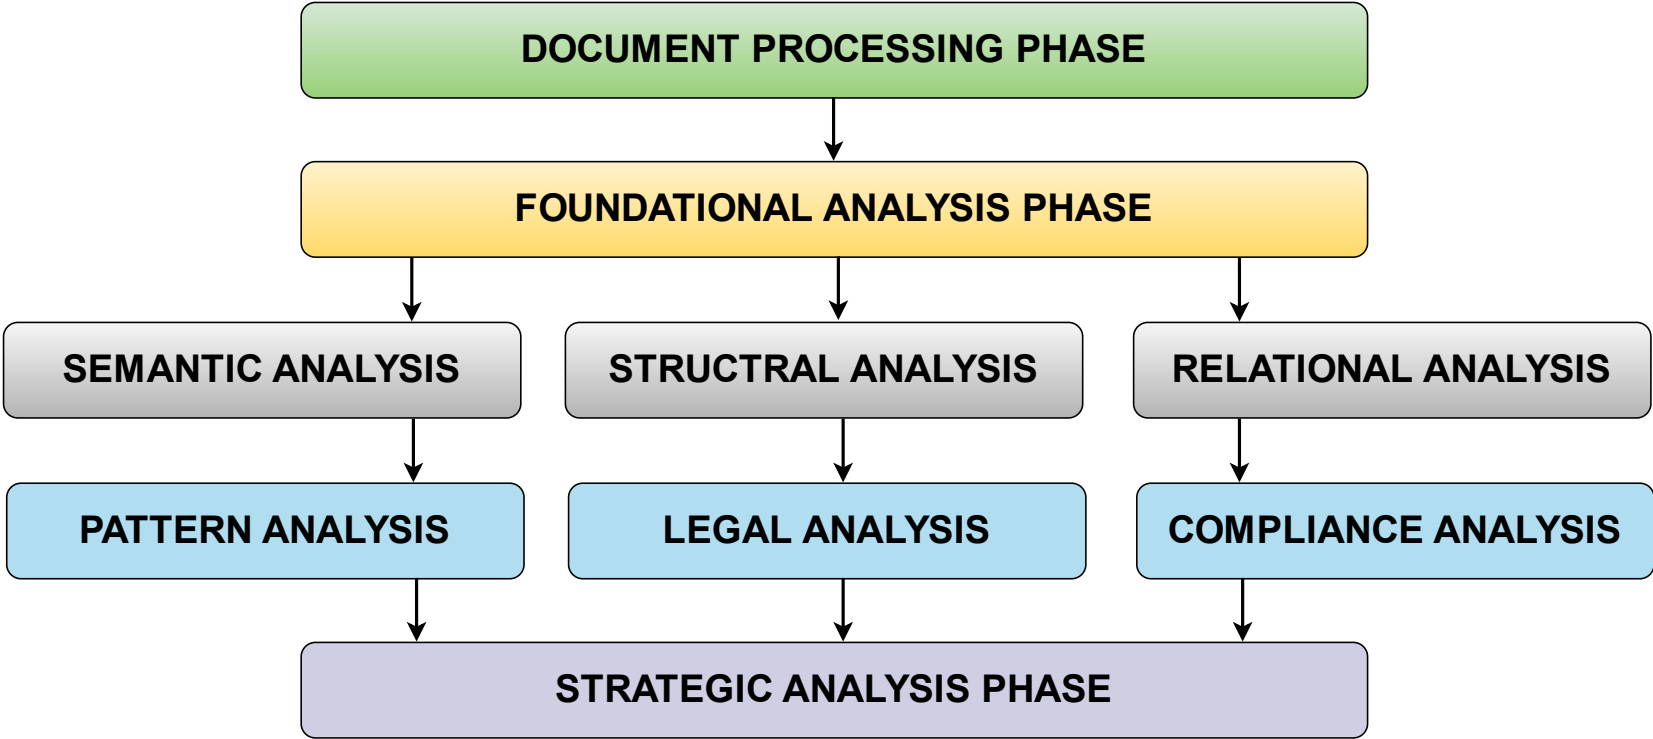 DOCUMENT PROCESSING PHASE
FOUNDATIONAL ANALYSIS PHASE
SEMANTIC ANALYSIS
STRUCTRAL ANALYSIS
RELATIONAL ANALYSIS
PATTERN ANALYSIS
LEGAL ANALYSIS
COMPLIANCE ANALYSIS
STRATEGIC ANALYSIS PHASE